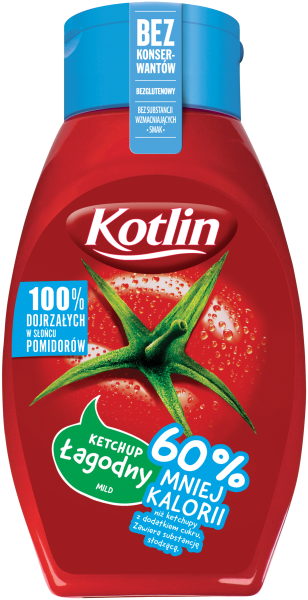 BEZ
KONSER-
WANTÓW
BEZGLUTENOWY
BEZ SUBSTANCJI
WZMACNIAJĄCYCH
• SMAK •
Kotlin
100%
DOJRZAŁYCH
W SŁOŃCU
POMIDORÓW
KETCHUP
Łagodny
MILD
60%
MNIEJ
KALORII
niż ketchupy
z dodatkiem cukru.
Zawiera substancję
słodzącą.